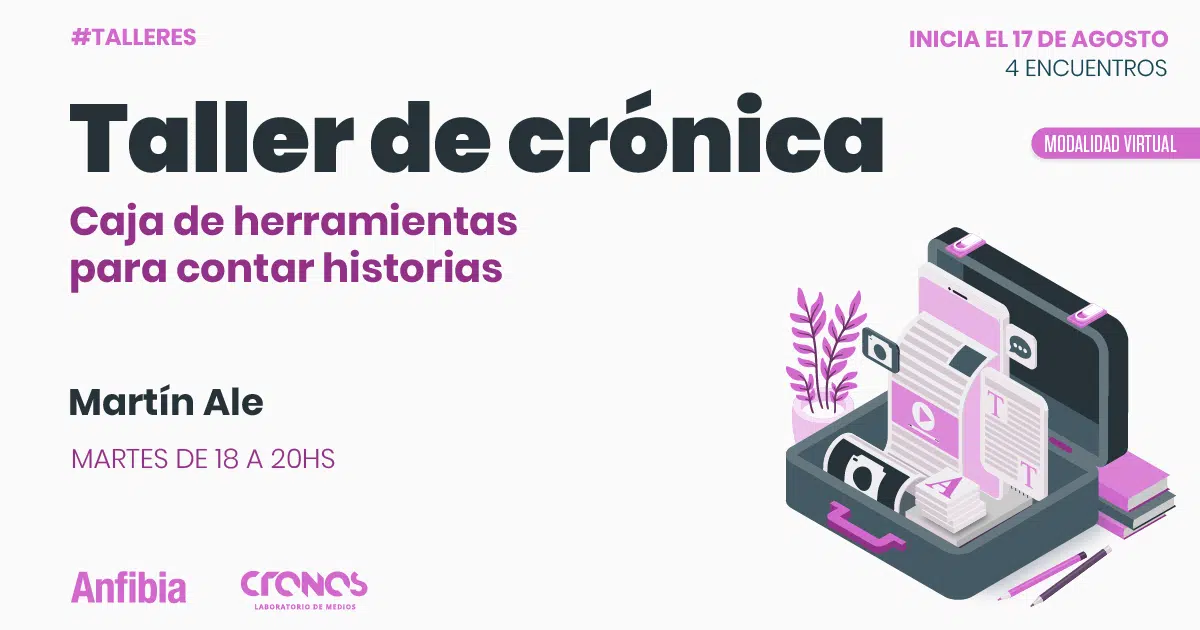 #TALLERES
INICIA EL 17 DE AGOSTO
4 ENCUENTROS
Taller de crónica
MODALIDAD VIRTUAL
Caja de herramientas
para contar historias
Martín Ale
MARTES DE 18 A 20HS
T
T
A
Anfibia
CRONOS
LABORATORIO DE MEDIOS